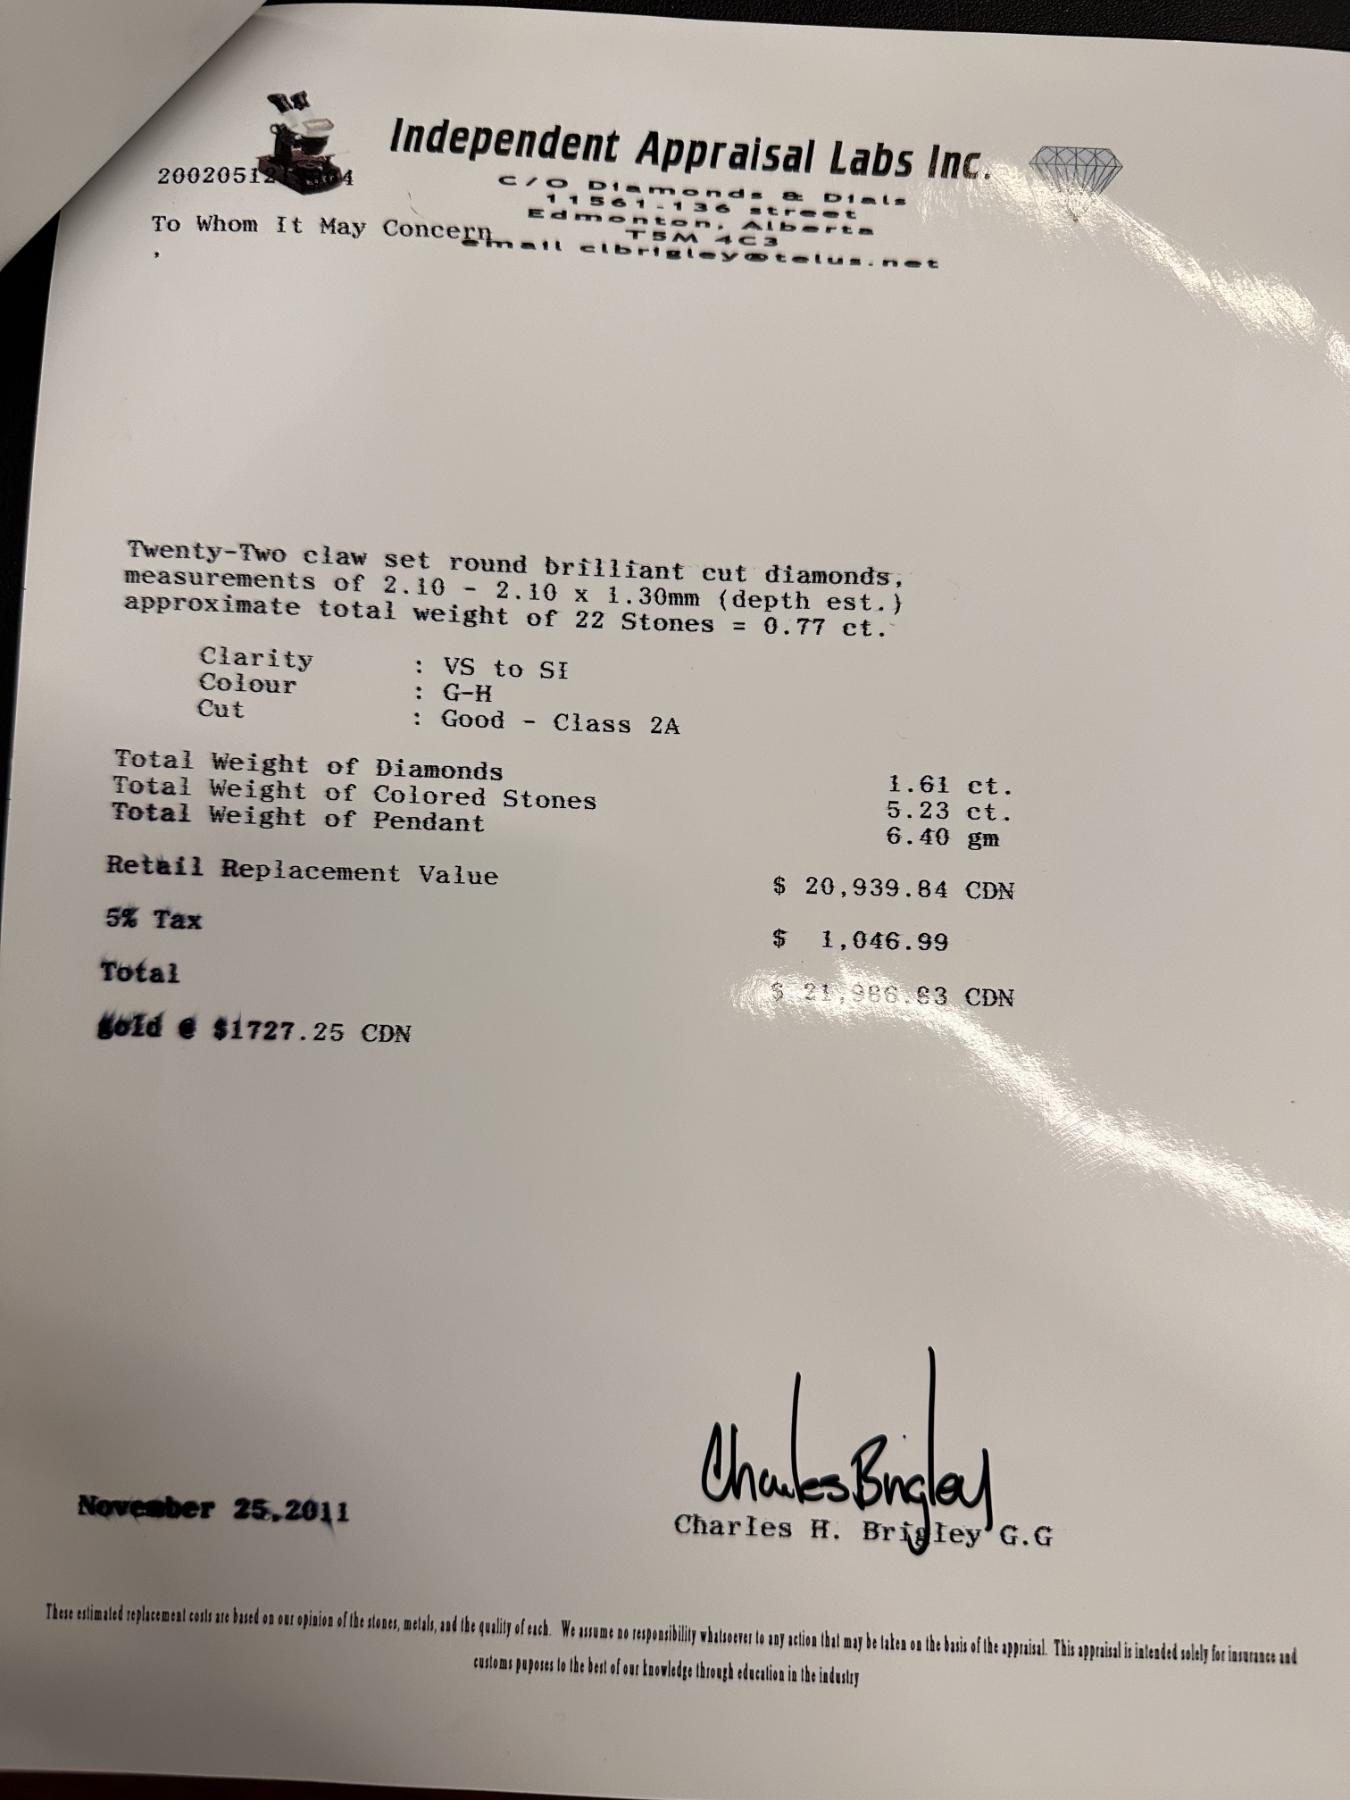 Independent Appraisal Labs Inc.
C/O Diamonds & Dials
11561-136 street
Edmonton, Alberta
T5M 4C3
email clbrigley@telus.net
To Whom It May Concern
,
Twenty-Two claw set round brilliant cut diamonds,
measurements of 2.10 - 2.10 x 1.30mm (depth est.)
approximate total weight of 22 Stones = 0.77 ct.
Clarity : VS to SI
Colour : G-H
Cut : Good - Class 2A
Total Weight of Diamonds 1.61 ct.
Total Weight of Colored Stones 5.23 ct.
Total Weight of Pendant 6.40 gm
Retail Replacement Value $ 20,939.84 CDN
5% Tax $ 1,046.99
Total $ 21,986.83 CDN
gold @ $1727.25 CDN
Charles Brigley
November 25,2011
Charles H. Brigley G.G
These estimated replacement costs are based on our opinion of the stones, metals, and the quality of each. We assume no responsibility whatsoever to any action that may be taken on the basis of the appraisal. This appraisal is intended solely for insurance and
customs puposes to the best of our knowledge through education in the industry